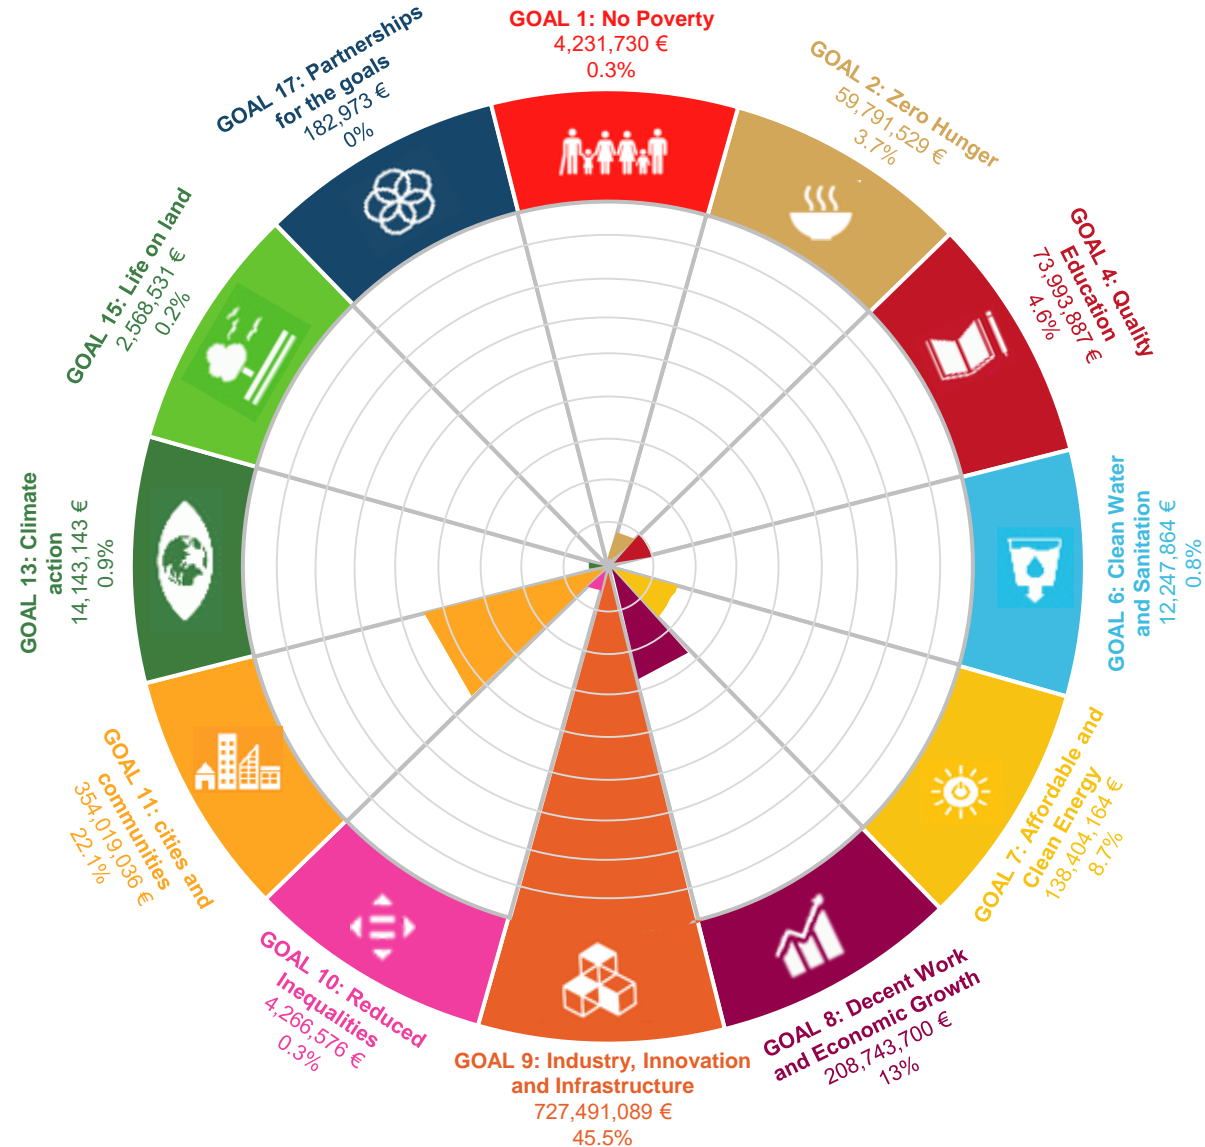 GOAL 1: No Poverty
4,231,730 €
0.3%
GOAL 2: Zero Hunger
59,791,529 €
3.7%
GOAL 4: Quality
Education
73,993,887 €
4.6%
GOAL 6: Clean Water
and Sanitation
12,247,864 €
0.8%
GOAL 7: Affordable and
Clean Energy
138,404,164 €
8.7%
GOAL 8: Decent Work
and Economic Growth
208,743,700 €
13%
GOAL 9: Industry, Innovation
and Infrastructure
727,491,089 €
45.5%
GOAL 10: Reduced
Inequalities
4,266,576 €
0.3%
GOAL 11: cities and
communities
354,019,036 €
22.1%
GOAL 13: Climate
action
14,143,143 €
0.9%
GOAL 15: Life on land
2,568,531 €
0.2%
GOAL 17: Partnerships
for the goals
182,973 €
0%